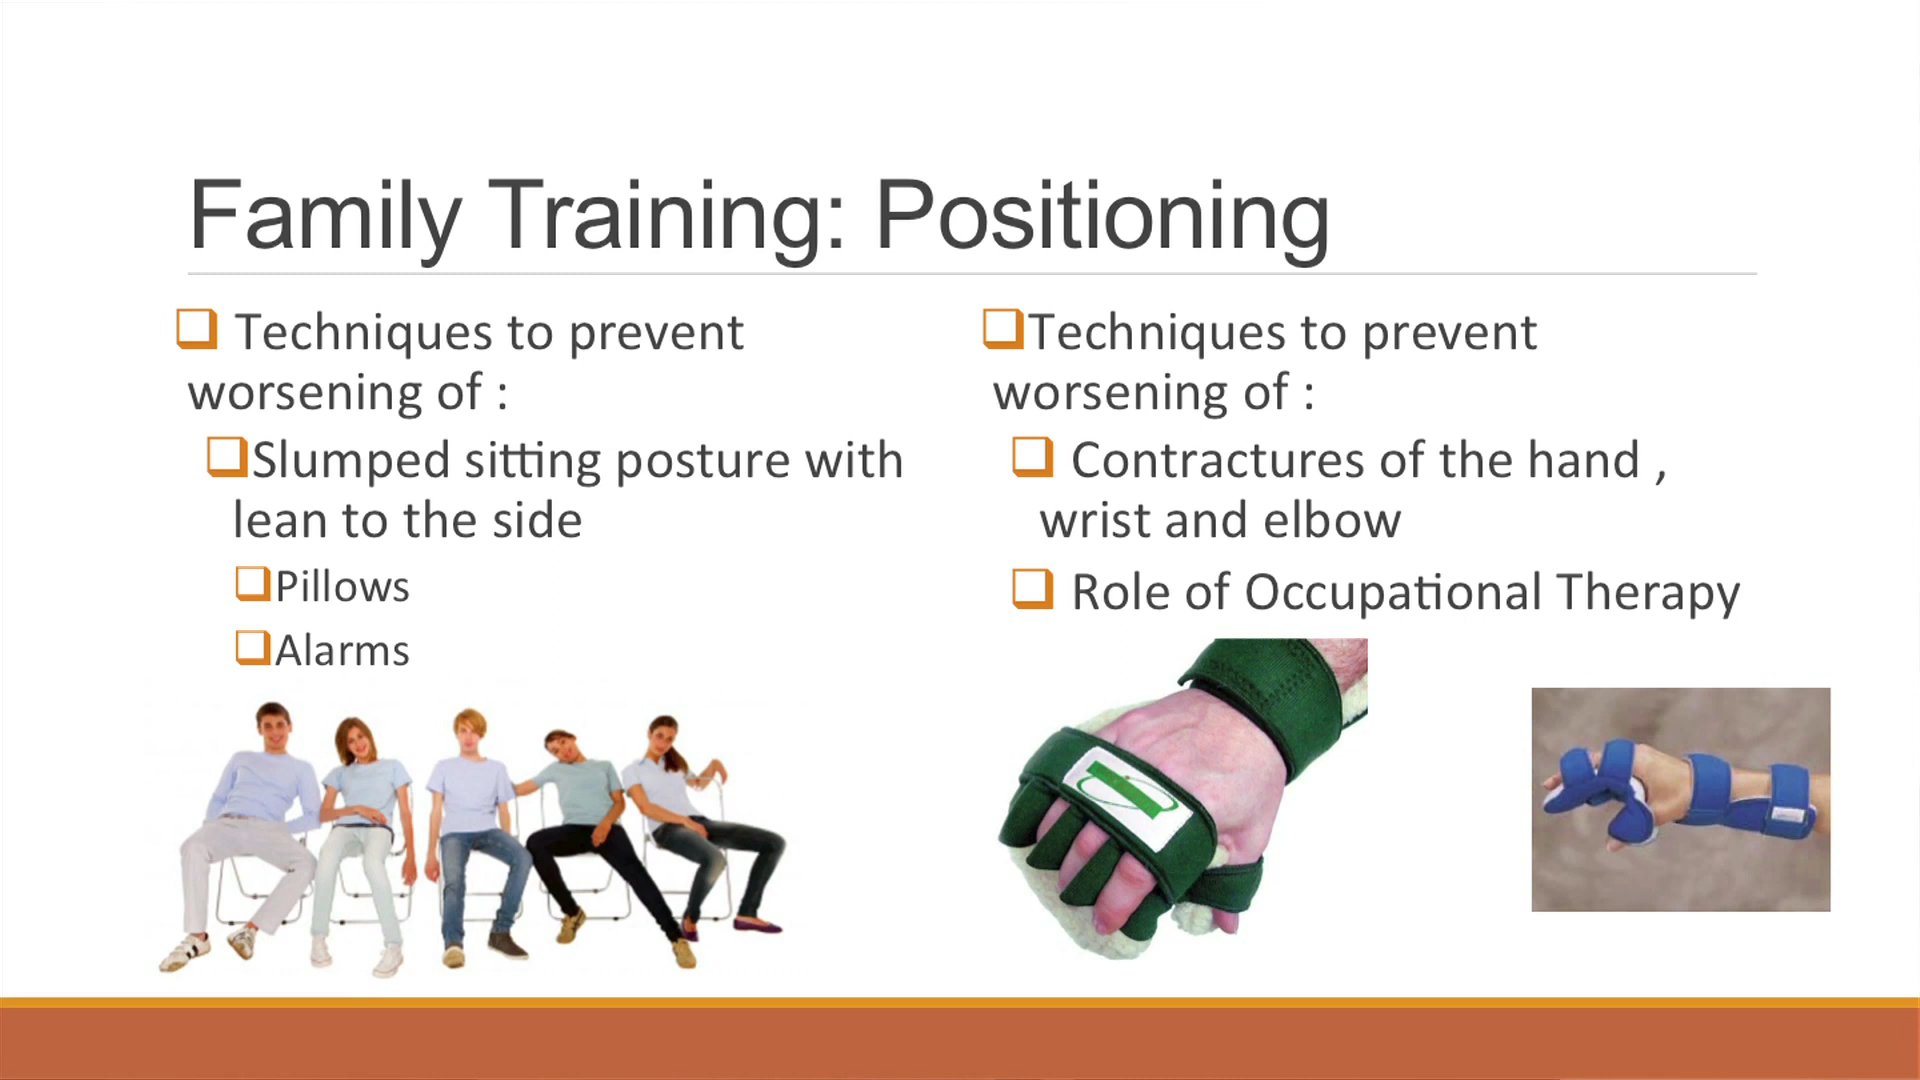 Family Training: Positioning
Techniques to prevent
worsening of :
Slumped sitting posture with
lean to the side
Pillows
Alarms
Techniques to prevent
worsening of :
Contractures of the hand ,
wrist and elbow
Role of Occupational Therapy